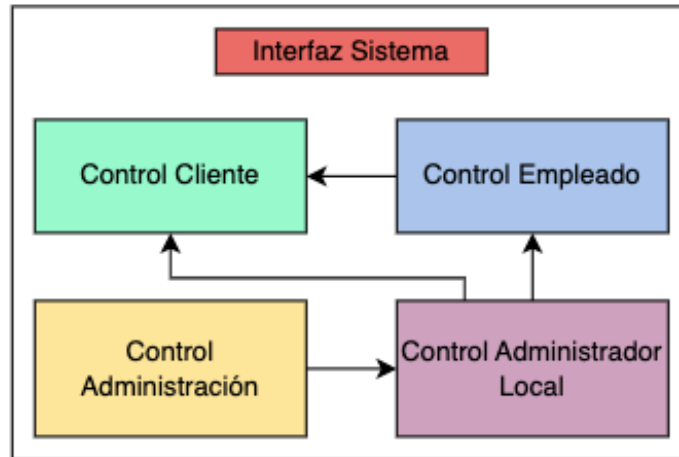 Interfaz Sistema
Control Cliente
Control Empleado
Control
Administración
Control Administrador
Local